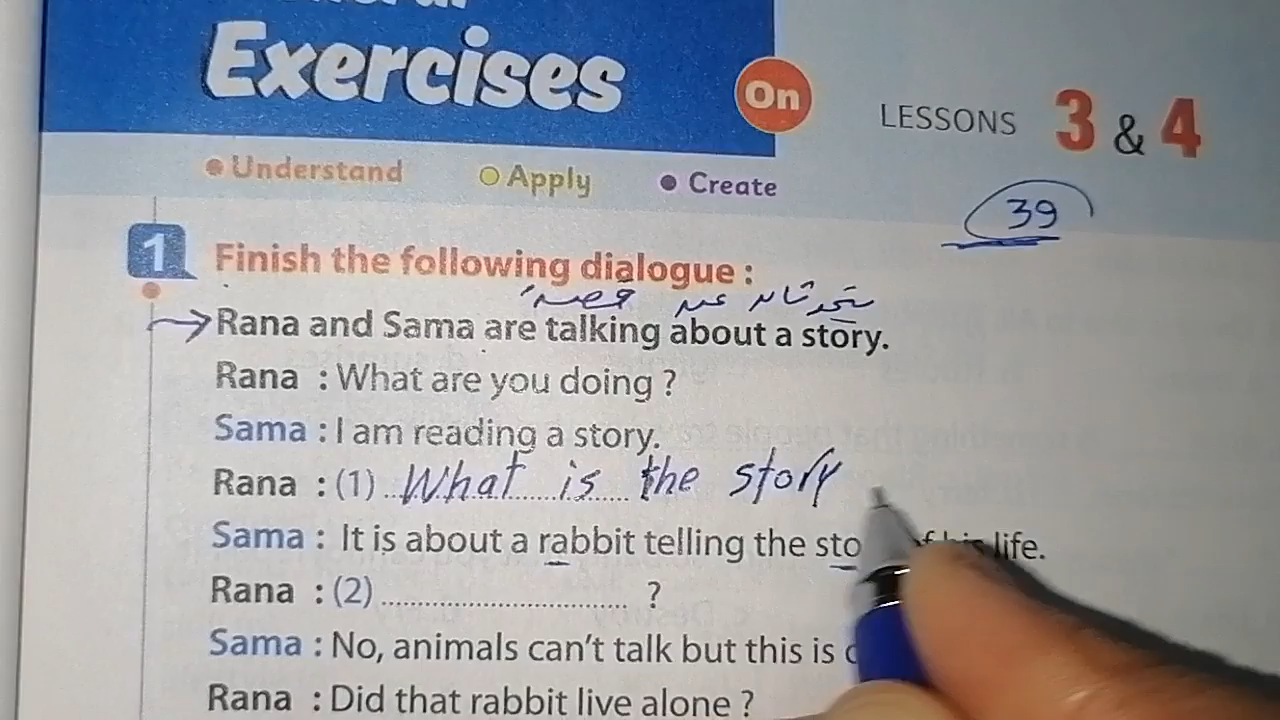 Exercises On LESSONS 3 & 4
Understand Apply Create
39
1 Finish the following dialogue :
يتحدثان عن قصة
Rana and Sama are talking about a story.
Rana : What are you doing ?
Sama : I am reading a story.
Rana : (1) What is the story
Sama : It is about a rabbit telling the sto of his life.
Rana : (2) ............................... ?
Sama : No, animals can't talk but this is
Rana : Did that rabbit live alone ?